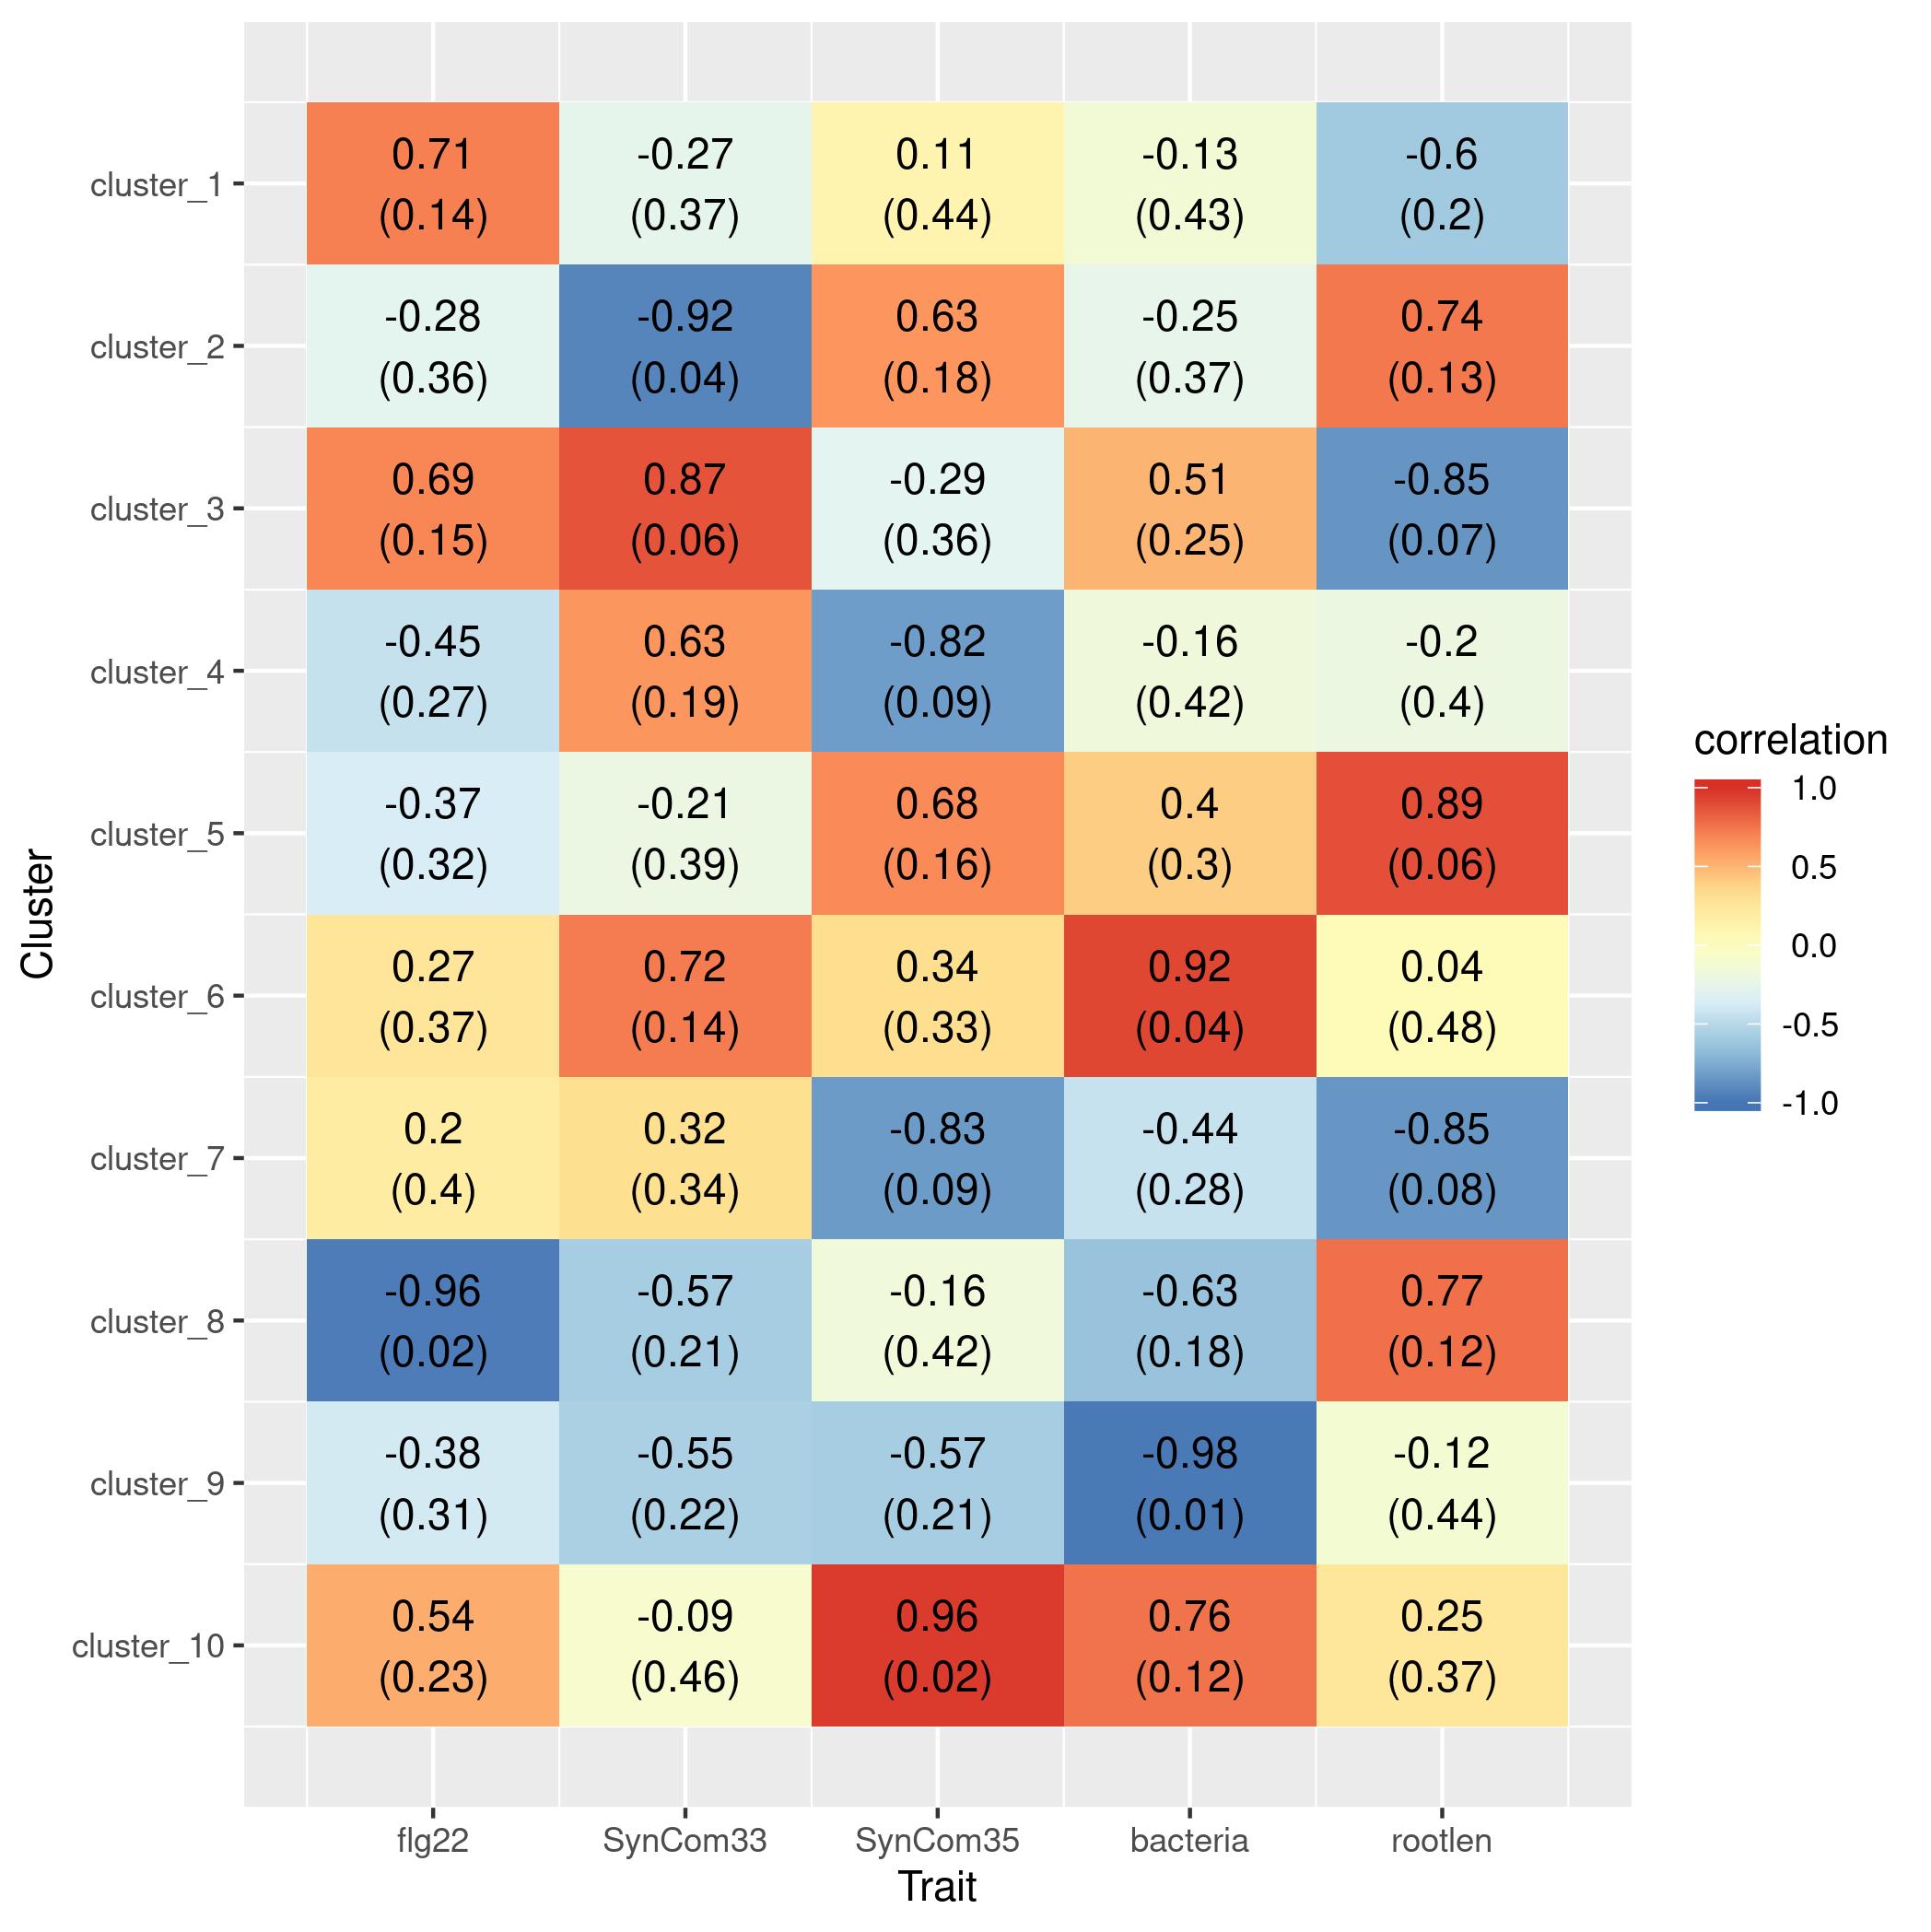 cluster_1
0.71 -0.27 0.11 -0.13 -0.6
(0.14) (0.37) (0.44) (0.43) (0.2)
cluster_2
-0.28 -0.92 0.63 -0.25 0.74
(0.36) (0.04) (0.18) (0.37) (0.13)
cluster_3
0.69 0.87 -0.29 0.51 -0.85
(0.15) (0.06) (0.36) (0.25) (0.07)
cluster_4
-0.45 0.63 -0.82 -0.16 -0.2
(0.27) (0.19) (0.09) (0.42) (0.4)
cluster_5
-0.37 -0.21 0.68 0.4 0.89
(0.32) (0.39) (0.16) (0.3) (0.06)
cluster_6
0.27 0.72 0.34 0.92 0.04
(0.37) (0.14) (0.33) (0.04) (0.48)
cluster_7
0.2 0.32 -0.83 -0.44 -0.85
(0.4) (0.34) (0.09) (0.28) (0.08)
cluster_8
-0.96 -0.57 -0.16 -0.63 0.77
(0.02) (0.21) (0.42) (0.18) (0.12)
cluster_9
-0.38 -0.55 -0.57 -0.98 -0.12
(0.31) (0.22) (0.21) (0.01) (0.44)
cluster_10
0.54 -0.09 0.96 0.76 0.25
(0.23) (0.46) (0.02) (0.12) (0.37)
flg22 SynCom33 SynCom35 bacteria rootlen
Trait
Cluster
correlation
1.0
0.5
0.0
-0.5
-1.0